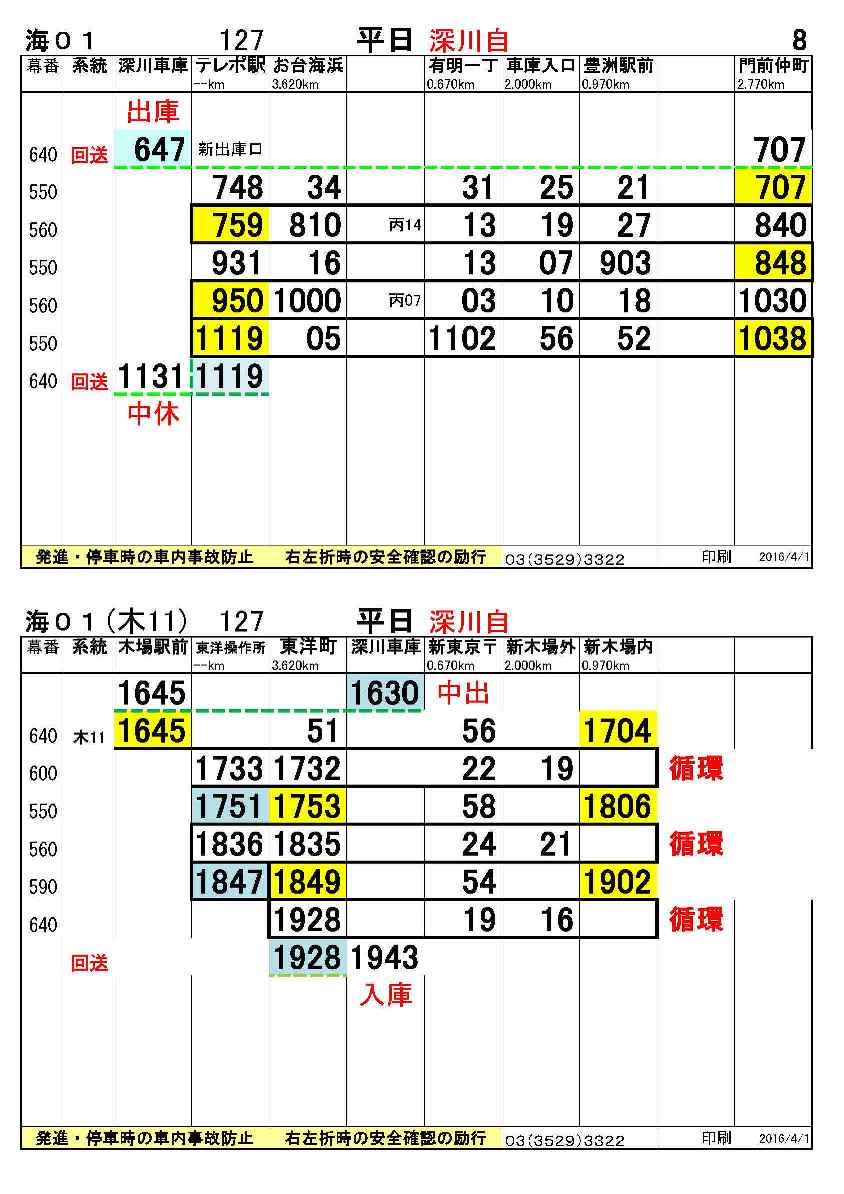 海０１ 127 平日 深川自 8
幕番 系統 深川車庫 テレポ駅 お台海浜 有明一丁 車庫入口 豊洲駅前 門前仲町
--km 3.620km 0.670km 2.000km 0.970km 2.770km
出庫
640 回送 647 新出庫口 707
550 748 34 31 25 21 707
560 759 810 丙14 13 19 27 840
550 931 16 13 07 903 848
560 950 1000 丙07 03 10 18 1030
550 1119 05 1102 56 52 1038
640 回送 1131 1119
中休
発進・停車時の車内事故防止 右左折時の安全確認の励行 03(3529)3322 印刷 2016/4/1
海０１(木11) 127 平日 深川自
幕番 系統 木場駅前 東洋操作所 東洋町 深川車庫 新東京〒 新木場外 新木場内
--km 3.620km 0.670km 2.000km 0.970km
1645 1630 中出
640 木11 1645 51 56 1704
600 1733 1732 22 19 循環
550 1751 1753 58 1806
560 1836 1835 24 21 循環
590 1847 1849 54 1902
640 1928 19 16 循環
回送 1928 1943
入庫
発進・停車時の車内事故防止 右左折時の安全確認の励行 03(3529)3322 印刷 2016/4/1